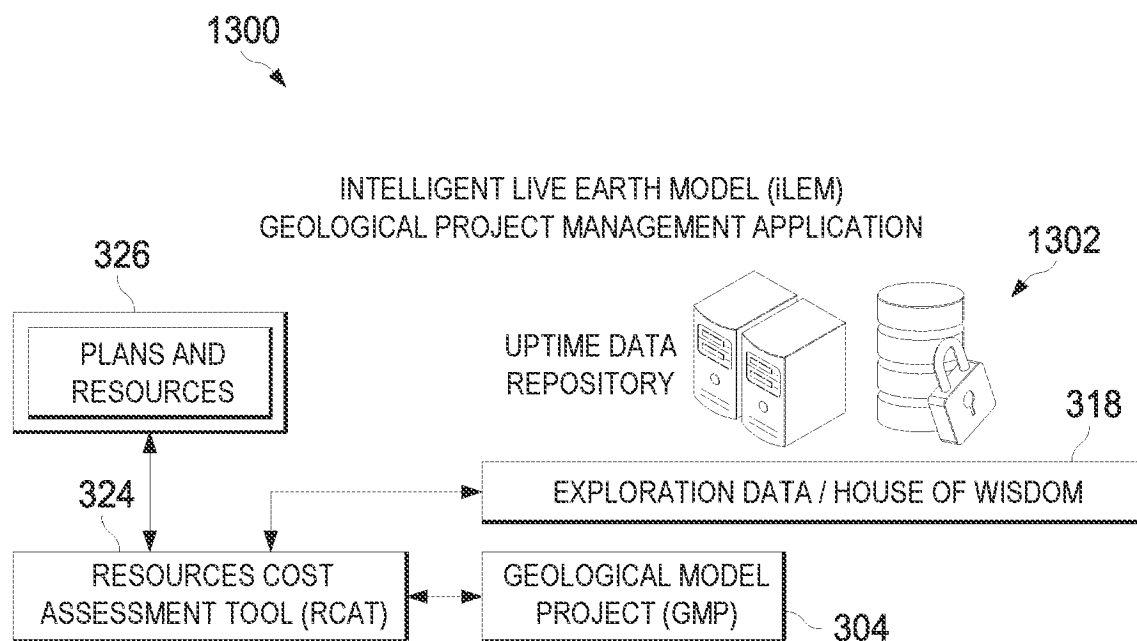 1300
INTELLIGENT LIVE EARTH MODEL (iLEM)
GEOLOGICAL PROJECT MANAGEMENT APPLICATION
326
1302
PLANS AND
RESOURCES
UPTIME DATA
REPOSITORY
318
324
EXPLORATION DATA / HOUSE OF WISDOM
RESOURCES COST
ASSESSMENT TOOL (RCAT)
GEOLOGICAL MODEL
PROJECT (GMP)
304